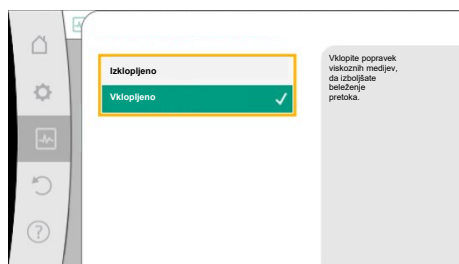 Izklopljeno
Vklopljeno
Vklopite popravek
viskoznih medijev,
da izboljšate
beleženje
pretoka.